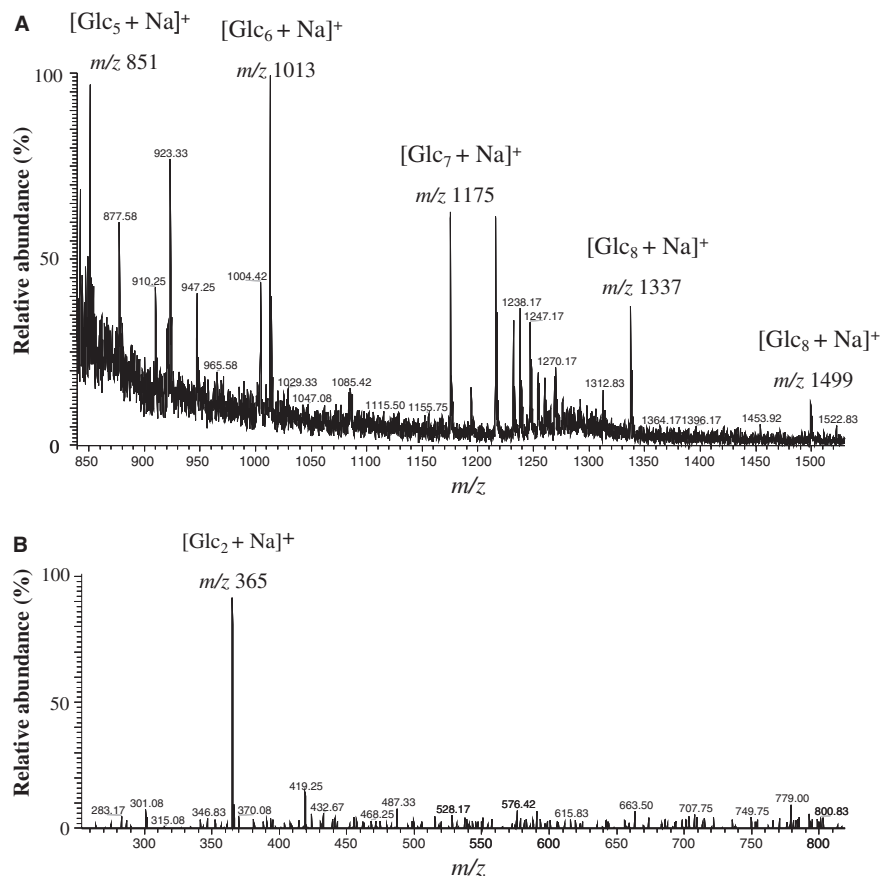 A
[Glc5 + Na]+
m/z 851
[Glc6 + Na]+
m/z 1013
[Glc7 + Na]+
m/z 1175
[Glc8 + Na]+
m/z 1337
[Glc8 + Na]+
m/z 1499
Relative abundance (%)
100
50
0
877.58
910.25
923.33
947.25
965.58
1004.42
1029.33
1047.08
1085.42
1115.50
1155.75
1238.17
1247.17
1270.17
1312.83
1364.17
1396.17
1453.92
1522.83
850 900 950 1000 1050 1100 1150 1200 1250 1300 1350 1400 1450 1500
m/z
B
[Glc2 + Na]+
m/z 365
Relative abundance (%)
100
50
0
283.17
301.08
315.08
346.83
370.08
419.25
432.67
468.25
487.33
528.17
576.42
615.83
663.50
707.75
749.75
779.00
800.83
300 350 400 450 500 550 600 650 700 750 800
m/z